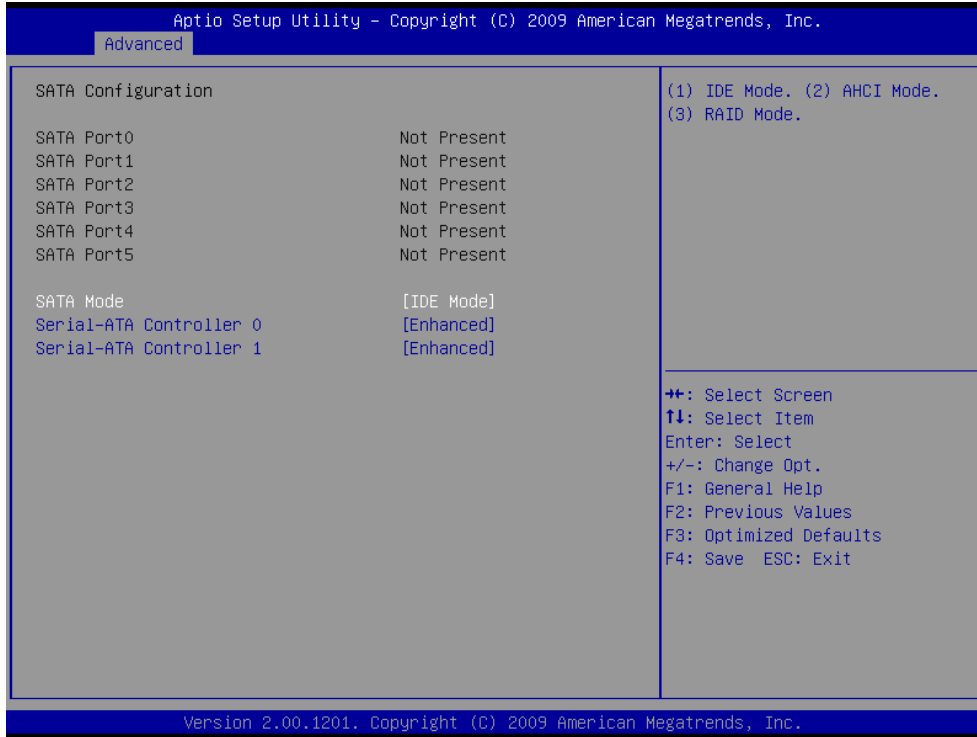 Aptio Setup Utility – Copyright (C) 2009 American Megatrends, Inc.
Advanced
SATA Configuration
SATA Port0 Not Present
SATA Port1 Not Present
SATA Port2 Not Present
SATA Port3 Not Present
SATA Port4 Not Present
SATA Port5 Not Present
SATA Mode [IDE Mode]
Serial-ATA Controller 0 [Enhanced]
Serial-ATA Controller 1 [Enhanced]
(1) IDE Mode. (2) AHCI Mode.
(3) RAID Mode.
→←: Select Screen
↑↓: Select Item
Enter: Select
+/-: Change Opt.
F1: General Help
F2: Previous Values
F3: Optimized Defaults
F4: Save ESC: Exit
Version 2.00.1201. Copyright (C) 2009 American Megatrends, Inc.